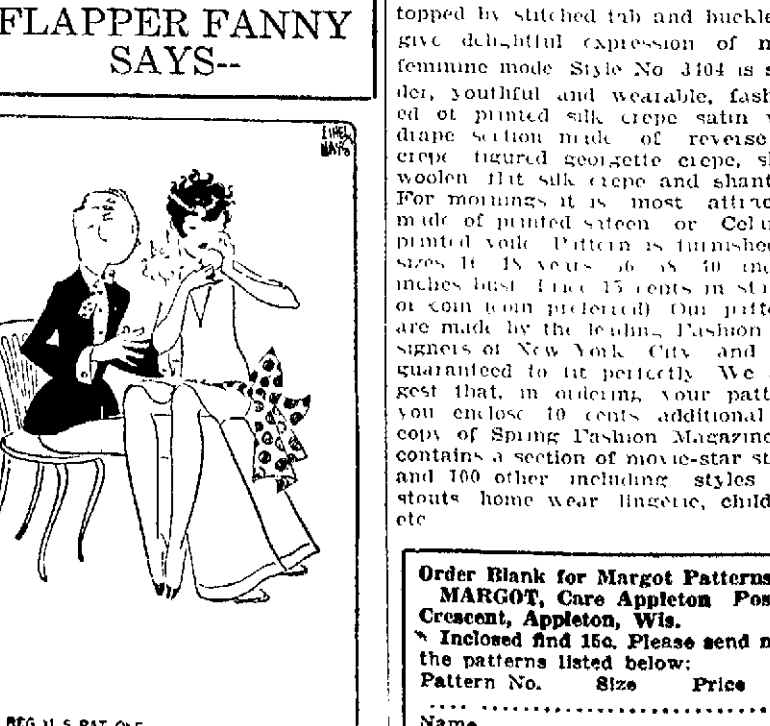 FLAPPER FANNY
SAYS--
ETHEL
HAYS
REG U S PAT OFF
topped by stitched tab and buckle
give delightful expression of
feminine mode Style No 3404 is
der, youthful and wearable, fash
ed of printed silk crepe satin
drape section made of reverse
crepe figured georgette crepe,
woolen flat silk crepe and shant
For mornings it is most attrac
made of printed sateen or
printed voile Pattern is furnished
sizes 16 18 years 36 38 40
inches bust Price 15 cents in
or coin (coin preferred) Our patte
are made by the leading Fashion
signers of New York City and
guaranteed to fit perfectly We
gest that, in ordering your patt
you enclose 10 cents additional
copy of Spring Fashion Magazine
contains a section of movie-star st
and 100 other including styles
stouts home wear lingerie, child
etc
Order Blank for Margot Patterns
MARGOT, Care Appleton Pos
Crescent, Appleton, Wis.
Inclosed find 15c. Please send m
the patterns listed below:
Pattern No. Size Price
Name